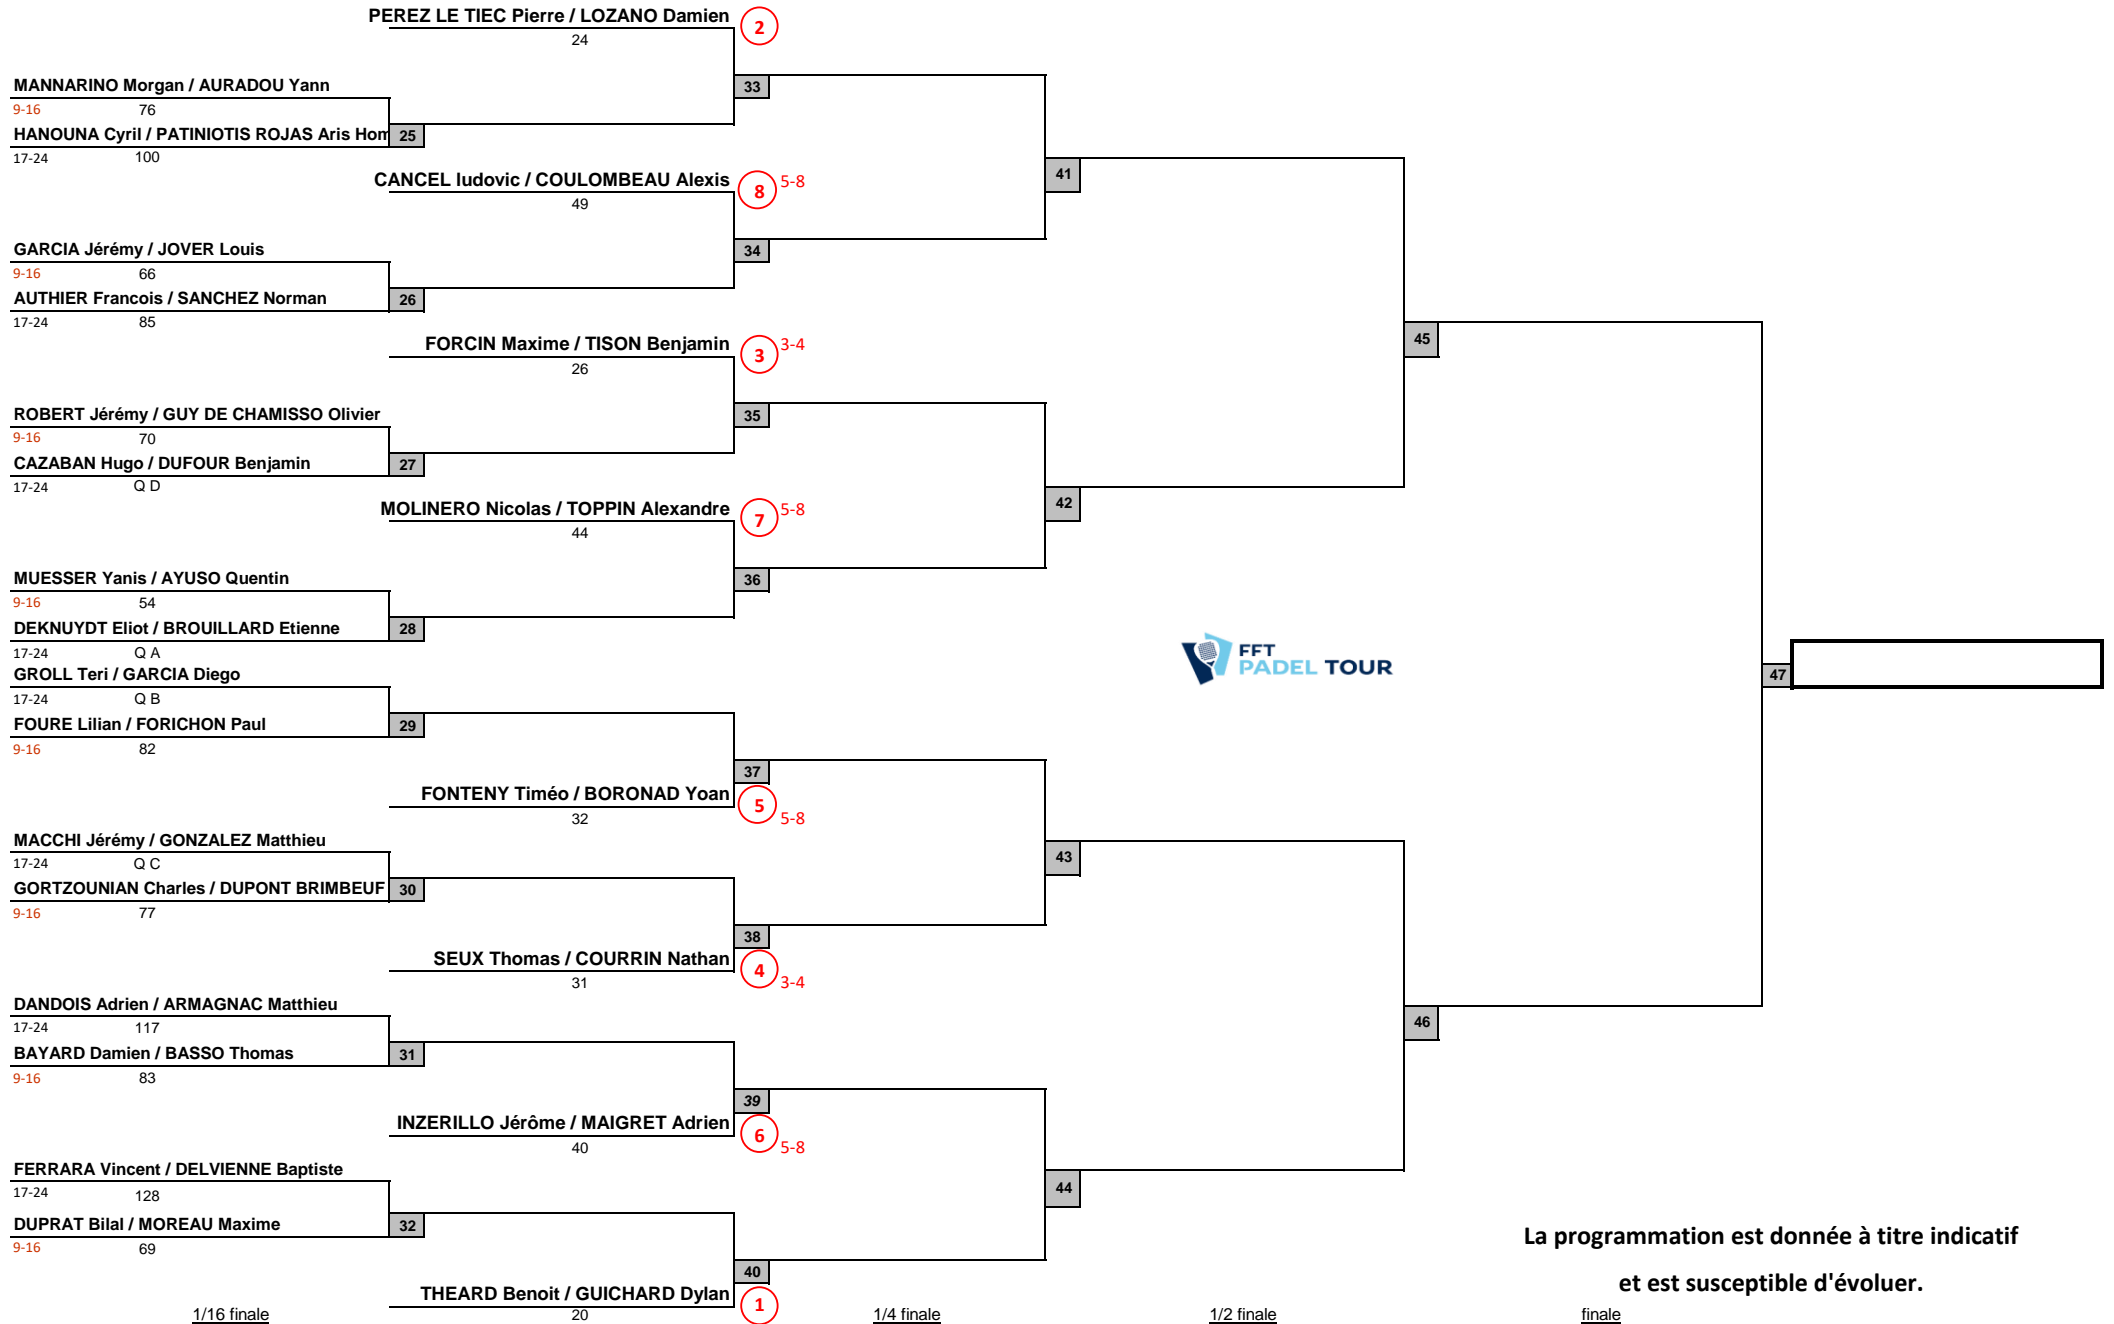 PEREZ LE TIEC Pierre / LOZANO Damien
2
24
MANNARINO Morgan / AURADOU Yann
33
9-16 76
HANOUNA Cyril / PATINIOTIS ROJAS Aris Hom
25
17-24 100
CANCEL ludovic / COULOMBEAU Alexis
8
5-8
41
49
GARCIA Jérémy / JOVER Louis
34
9-16 66
AUTHIER Francois / SANCHEZ Norman
26
17-24 85
FORCIN Maxime / TISON Benjamin
3
3-4
45
26
ROBERT Jérémy / GUY DE CHAMISSO Olivier
35
9-16 70
CAZABAN Hugo / DUFOUR Benjamin
27
17-24 Q D
MOLINERO Nicolas / TOPPIN Alexandre
7
5-8
42
44
MUESSER Yanis / AYUSO Quentin
36
9-16 54
DEKNUYDT Eliot / BROUILLARD Etienne
28
17-24 Q A
FFT
PADEL TOUR
GROLL Teri / GARCIA Diego
47
17-24 Q B
FOURE Lilian / FORICHON Paul
29
9-16 82
37
FONTENY Timéo / BORONAD Yoan
5
5-8
32
MACCHI Jérémy / GONZALEZ Matthieu
43
17-24 Q C
GORTZOUNIAN Charles / DUPONT BRIMBEUF
30
9-16 77
38
SEUX Thomas / COURRIN Nathan
4
3-4
31
DANDOIS Adrien / ARMAGNAC Matthieu
46
17-24 117
BAYARD Damien / BASSO Thomas
31
9-16 83
39
INZERILLO Jérôme / MAIGRET Adrien
6
5-8
40
FERRARA Vincent / DELVIENNE Baptiste
44
17-24 128
DUPRAT Bilal / MOREAU Maxime
32
9-16 69
La programmation est donnée à titre indicatif
et est susceptible d'évoluer.
40
THEARD Benoit / GUICHARD Dylan
1
20
1/16 finale 1/4 finale 1/2 finale finale